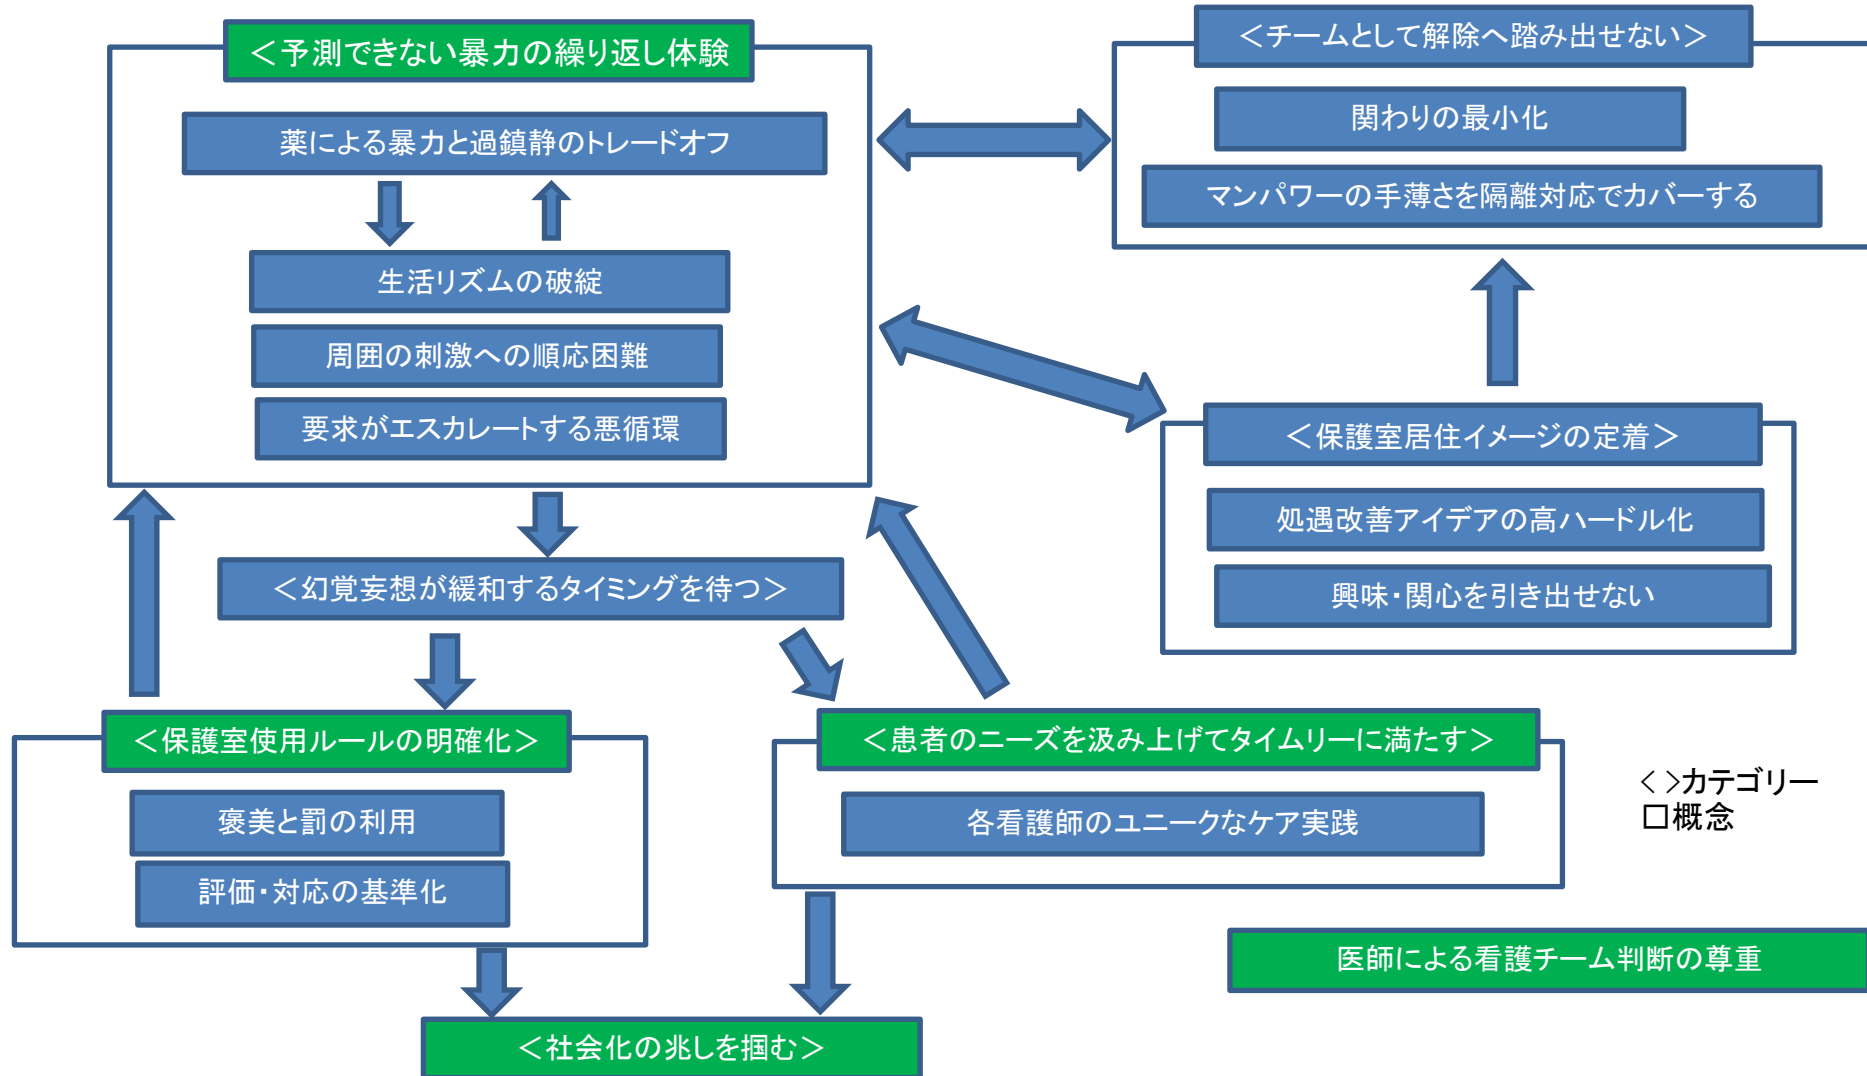 ＜予測できない暴力の繰り返し体験
薬による暴力と過鎮静のトレードオフ
生活リズムの破綻
周囲の刺激への順応困難
要求がエスカレートする悪循環
＜チームとして解除へ踏み出せない＞
関わりの最小化
マンパワーの手薄さを隔離対応でカバーする
＜保護室居住イメージの定着＞
処遇改善アイデアの高ハードル化
興味・関心を引き出せない
＜幻覚妄想が緩和するタイミングを待つ＞
＜保護室使用ルールの明確化＞
褒美と罰の利用
評価・対応の基準化
＜患者のニーズを汲み上げてタイムリーに満たす＞
各看護師のユニークなケア実践
＜＞カテゴリー
□概念
医師による看護チーム判断の尊重
＜社会化の兆しを掴む＞